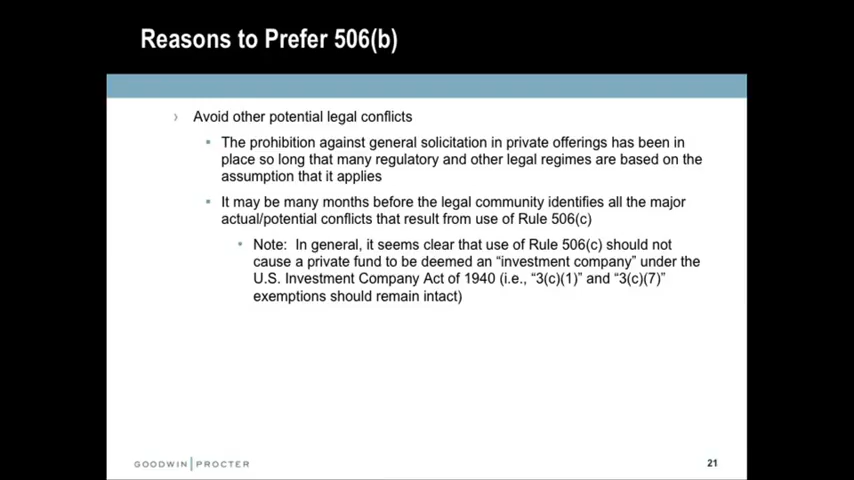 Reasons to Prefer 506(b)
› Avoid other potential legal conflicts
▪ The prohibition against general solicitation in private offerings has been in
place so long that many regulatory and other legal regimes are based on the
assumption that it applies
▪ It may be many months before the legal community identifies all the major
actual/potential conflicts that result from use of Rule 506(c)
• Note: In general, it seems clear that use of Rule 506(c) should not
cause a private fund to be deemed an “investment company” under the
U.S. Investment Company Act of 1940 (i.e., “3(c)(1)” and “3(c)(7)”
exemptions should remain intact)
GOODWIN | PROCTER
21